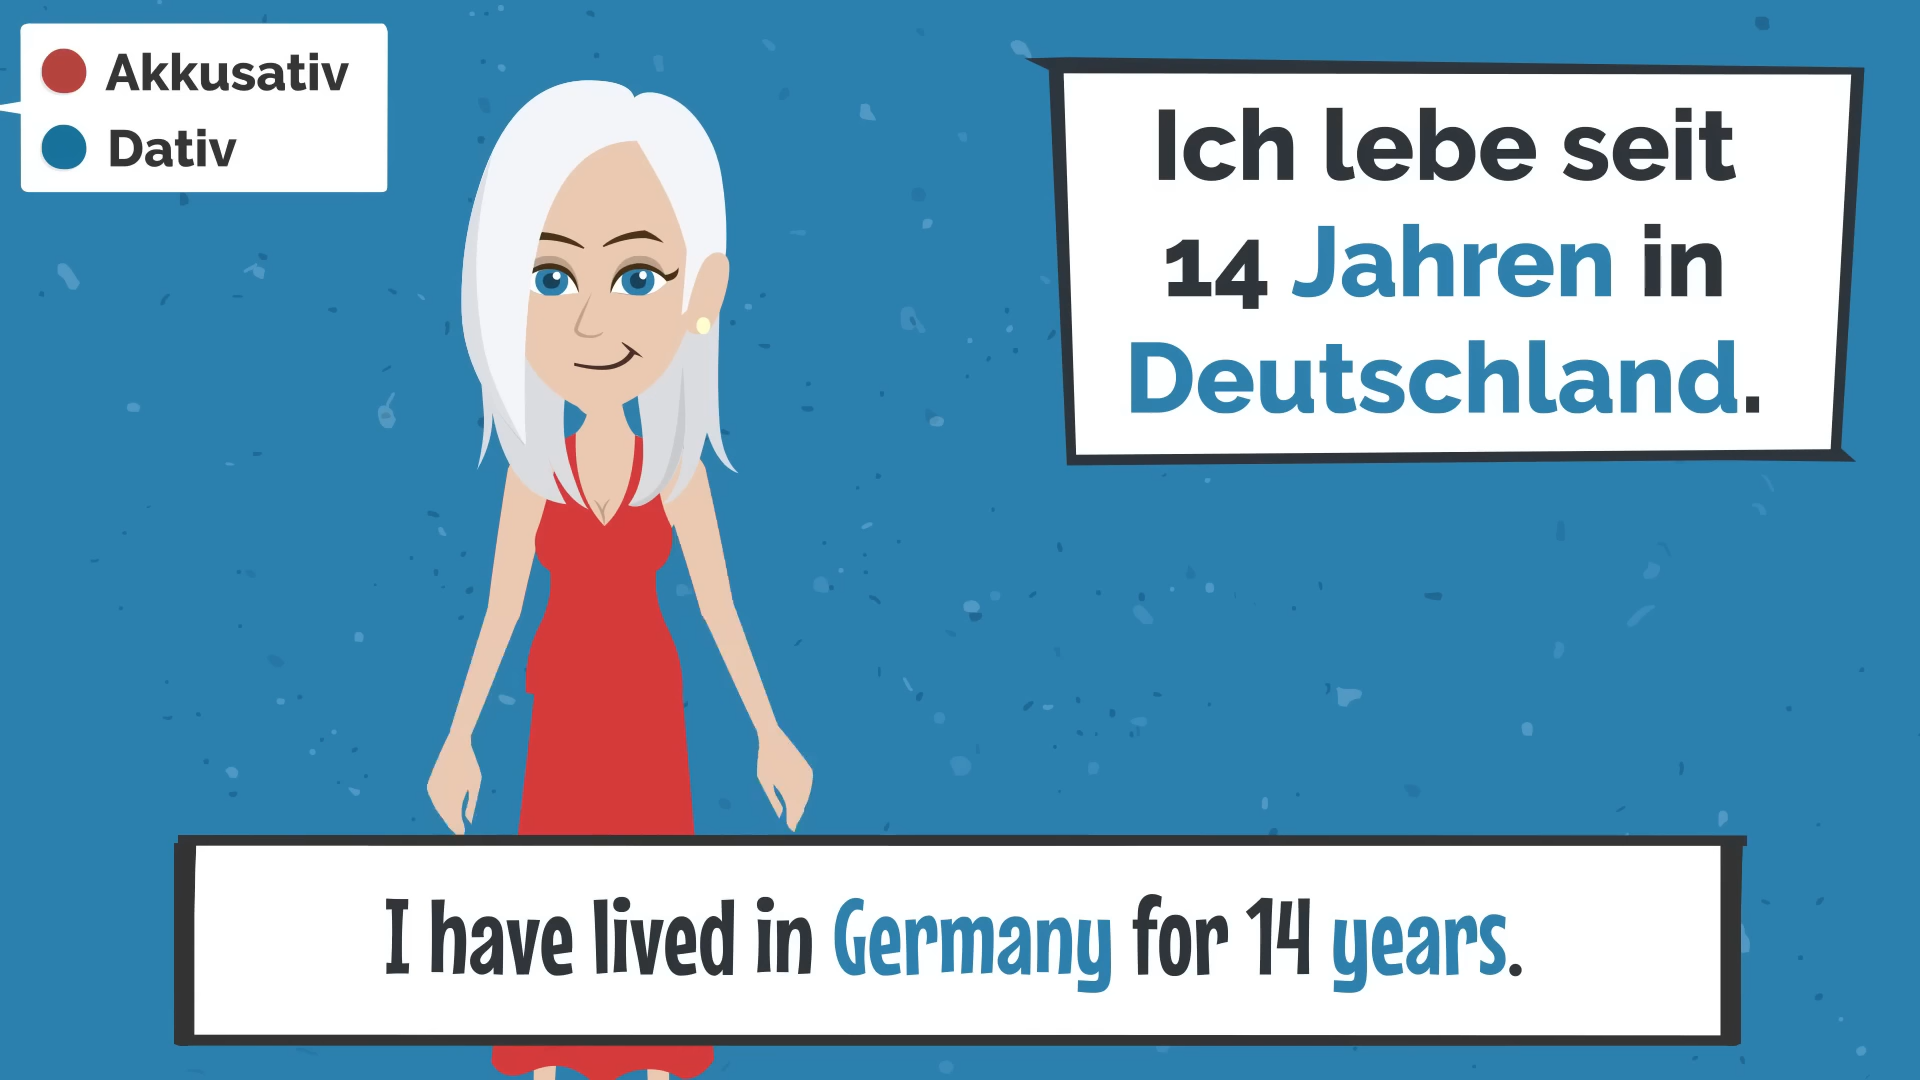 Akkusativ
Dativ
Ich lebe seit
14 Jahren in
Deutschland.
I have lived in Germany for 14 years.